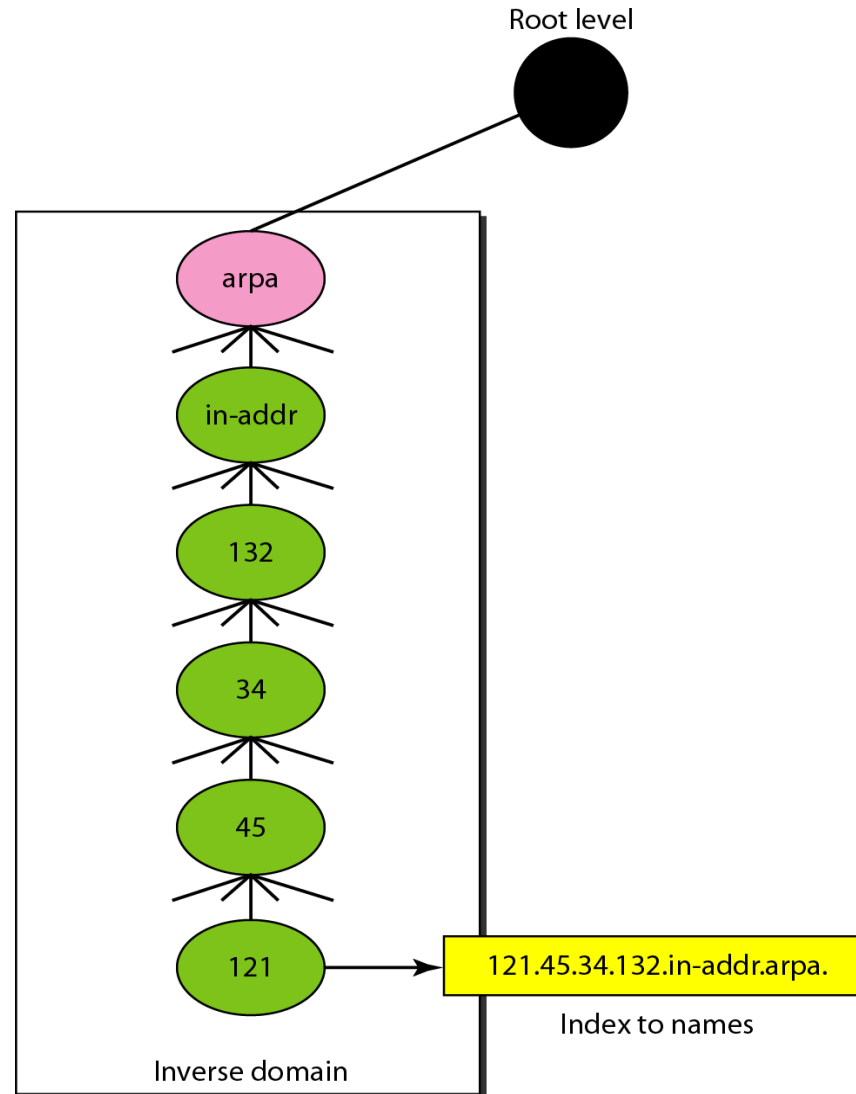 Root level
arpa
in-addr
132
34
45
121
121.45.34.132.in-addr.arpa.
Index to names
Inverse domain